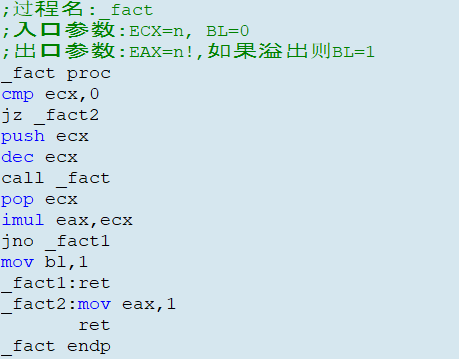 ;过程名:_fact
;入口参数:ECX=n, BL=0
;出口参数:EAX=n!,如果溢出则BL=1
_fact proc
cmp ecx,0
jz _fact2
push ecx
dec ecx
call _fact
pop ecx
imul eax,ecx
jno _fact1
mov bl,1
_fact1:ret
_fact2:mov eax,1
ret
_fact endp